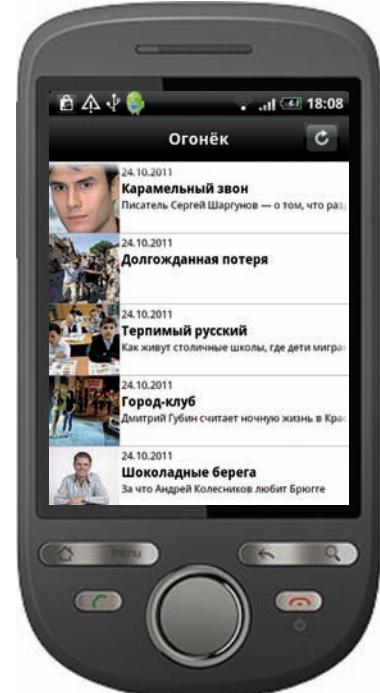 18:08
Огонёк
24.10.2011
Карамельный звон
Писатель Сергей Шаргунов — о том, что раз
24.10.2011
Долгожданная потеря
24.10.2011
Терпимый русский
Как живут столичные школы, где дети мигра
24.10.2011
Город-клуб
Дмитрий Губин считает ночную жизнь в Крас
24.10.2011
Шоколадные берега
За что Андрей Колесников любит Брюгге
menu